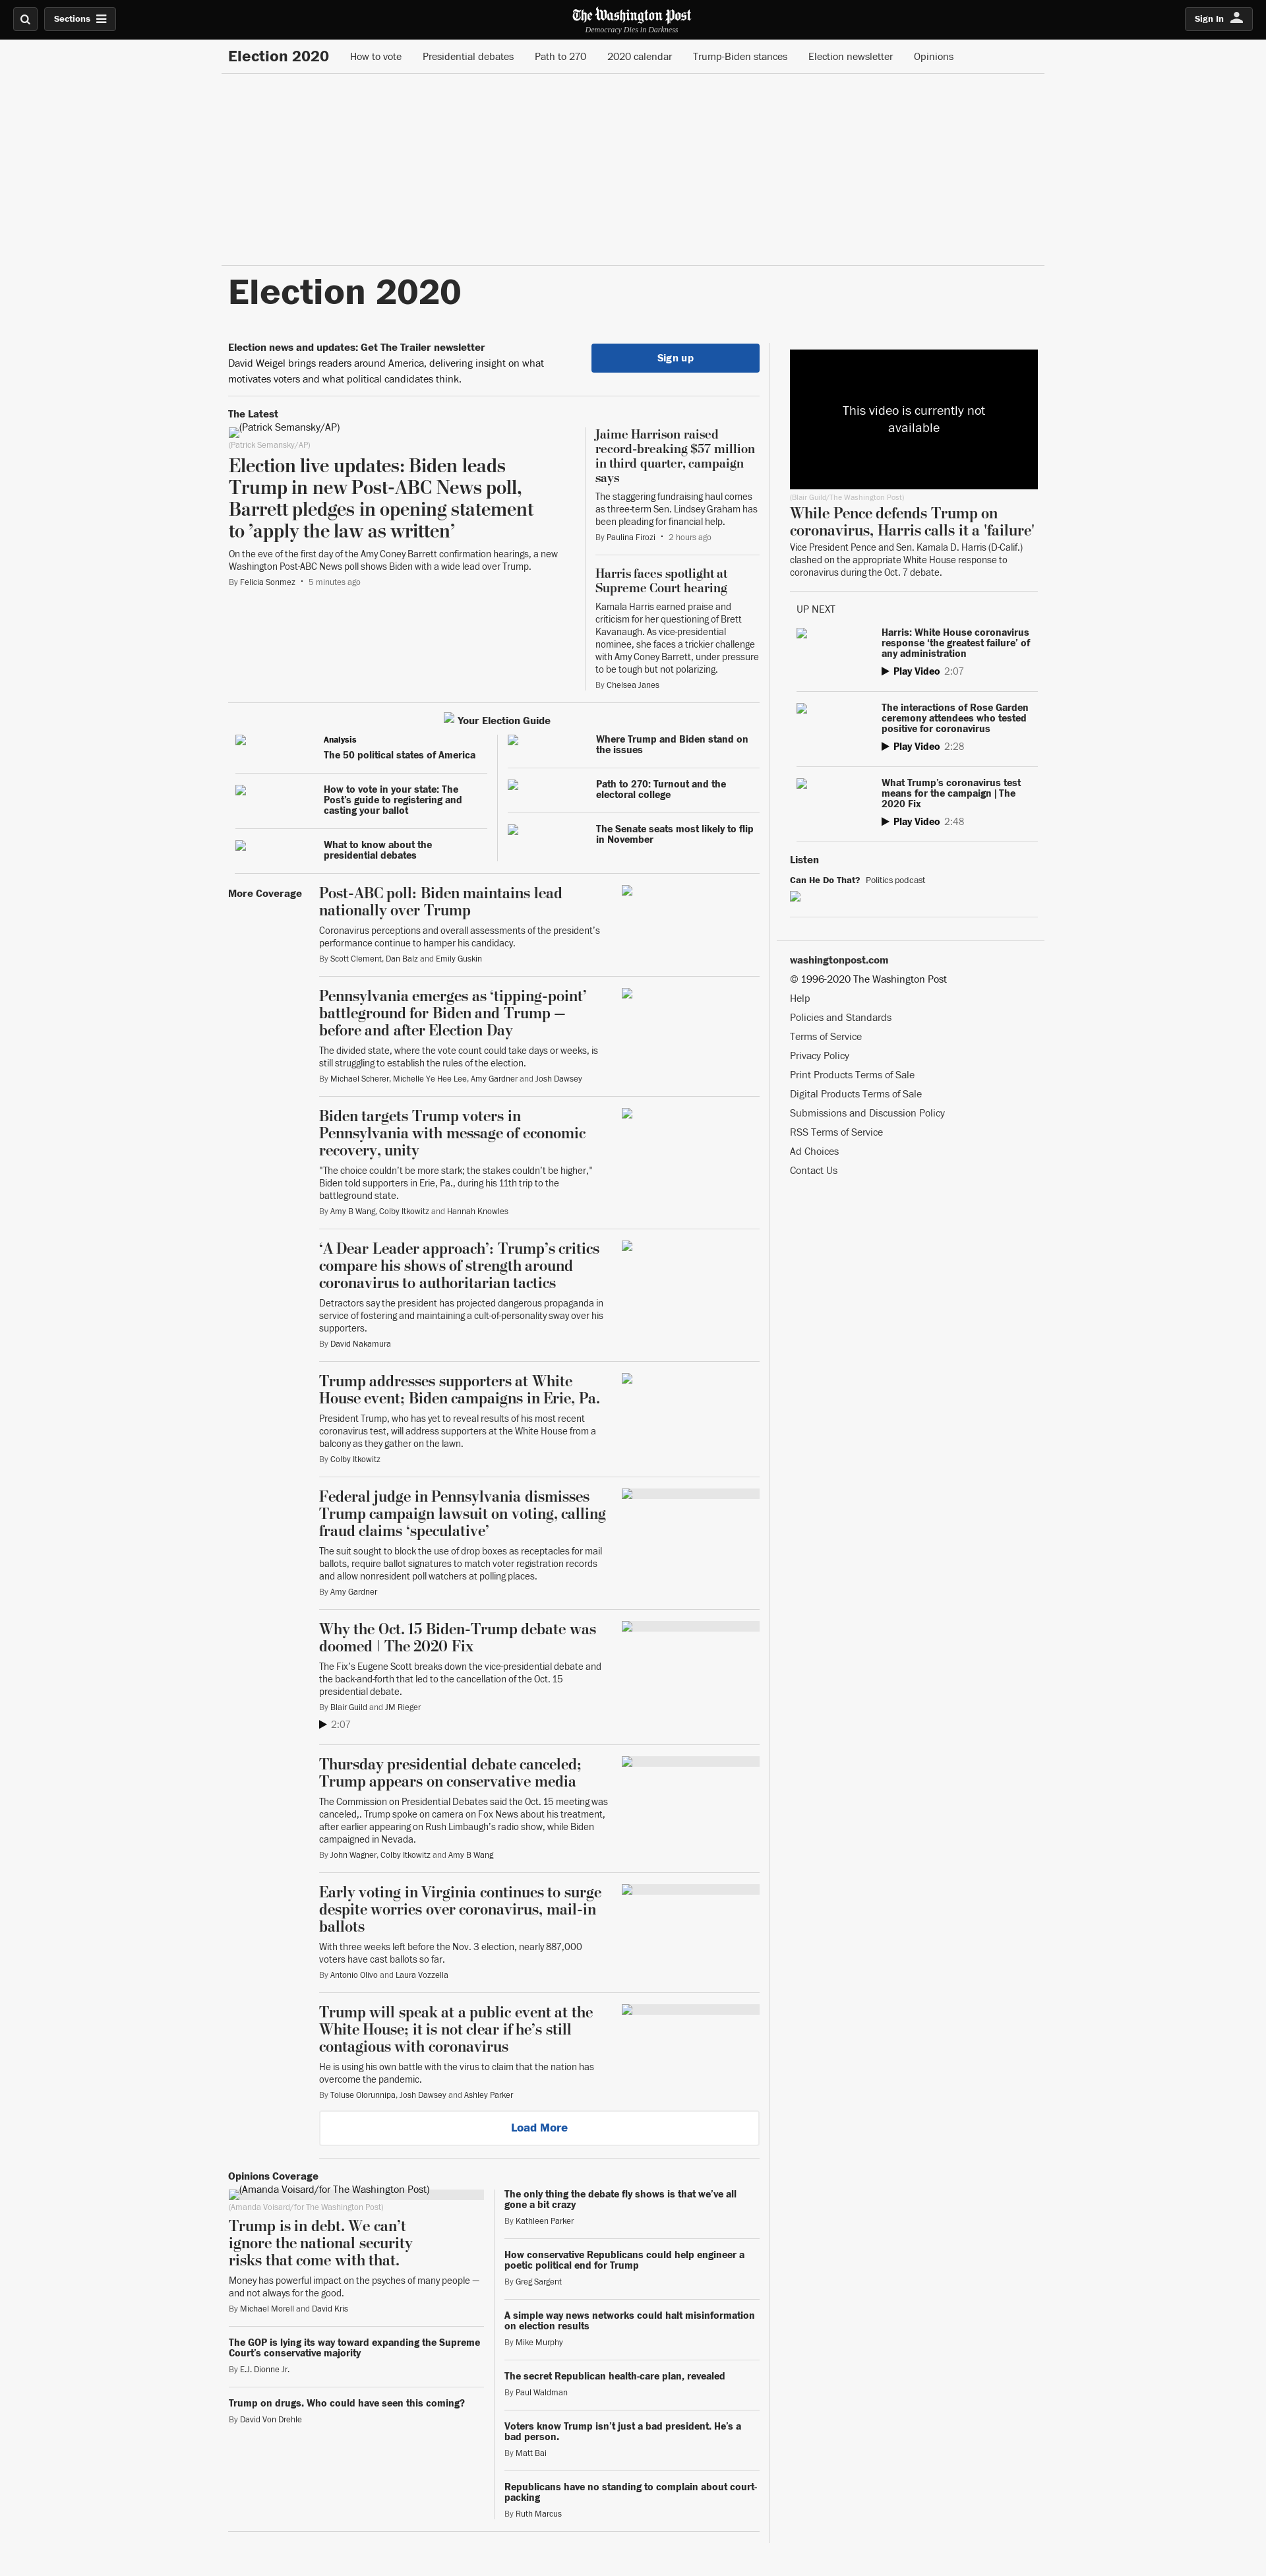 Sections
The Washington Post
Democracy Dies in Darkness
Sign In
Election 2020
How to vote
Presidential debates
Path to 270
2020 calendar
Trump-Biden stances
Election newsletter
Opinions
Election 2020
Election news and updates: Get The Trailer newsletter
David Weigel brings readers around America, delivering insight on what
motivates voters and what political candidates think.
Sign up
The Latest
(Patrick Semansky/AP)
(Patrick Semansky/AP)
Election live updates: Biden leads
Trump in new Post-ABC News poll,
Barrett pledges in opening statement
to ’apply the law as written’
On the eve of the first day of the Amy Coney Barrett confirmation hearings, a new
Washington Post-ABC News poll shows Biden with a wide lead over Trump.
By Felicia Sonmez • 5 minutes ago
Jaime Harrison raised
record-breaking $57 million
in third quarter, campaign
says
The staggering fundraising haul comes
as three-term Sen. Lindsey Graham has
been pleading for financial help.
By Paulina Firozi • 2 hours ago
Harris faces spotlight at
Supreme Court hearing
Kamala Harris earned praise and
criticism for her questioning of Brett
Kavanaugh. As vice-presidential
nominee, she faces a trickier challenge
with Amy Coney Barrett, under pressure
to be tough but not polarizing.
By Chelsea Janes
Your Election Guide
Analysis
The 50 political states of America
How to vote in your state: The
Post’s guide to registering and
casting your ballot
What to know about the
presidential debates
Where Trump and Biden stand on
the issues
Path to 270: Turnout and the
electoral college
The Senate seats most likely to flip
in November
More Coverage
Post-ABC poll: Biden maintains lead
nationally over Trump
Coronavirus perceptions and overall assessments of the president’s
performance continue to hamper his candidacy.
By Scott Clement, Dan Balz and Emily Guskin
Pennsylvania emerges as ‘tipping-point’
battleground for Biden and Trump —
before and after Election Day
The divided state, where the vote count could take days or weeks, is
still struggling to establish the rules of the election.
By Michael Scherer, Michelle Ye Hee Lee, Amy Gardner and Josh Dawsey
Biden targets Trump voters in
Pennsylvania with message of economic
recovery, unity
"The choice couldn’t be more stark; the stakes couldn’t be higher,"
Biden told supporters in Erie, Pa., during his 11th trip to the
battleground state.
By Amy B Wang, Colby Itkowitz and Hannah Knowles
‘A Dear Leader approach’: Trump’s critics
compare his shows of strength around
coronavirus to authoritarian tactics
Detractors say the president has projected dangerous propaganda in
service of fostering and maintaining a cult-of-personality sway over his
supporters.
By David Nakamura
Trump addresses supporters at White
House event; Biden campaigns in Erie, Pa.
President Trump, who has yet to reveal results of his most recent
coronavirus test, will address supporters at the White House from a
balcony as they gather on the lawn.
By Colby Itkowitz
Federal judge in Pennsylvania dismisses
Trump campaign lawsuit on voting, calling
fraud claims ‘speculative’
The suit sought to block the use of drop boxes as receptacles for mail
ballots, require ballot signatures to match voter registration records
and allow nonresident poll watchers at polling places.
By Amy Gardner
Why the Oct. 15 Biden-Trump debate was
doomed | The 2020 Fix
The Fix’s Eugene Scott breaks down the vice-presidential debate and
the back-and-forth that led to the cancellation of the Oct. 15
presidential debate.
By Blair Guild and JM Rieger
2:07
Thursday presidential debate canceled;
Trump appears on conservative media
The Commission on Presidential Debates said the Oct. 15 meeting was
canceled,. Trump spoke on camera on Fox News about his treatment,
after earlier appearing on Rush Limbaugh’s radio show, while Biden
campaigned in Nevada.
By John Wagner, Colby Itkowitz and Amy B Wang
Early voting in Virginia continues to surge
despite worries over coronavirus, mail-in
ballots
With three weeks left before the Nov. 3 election, nearly 887,000
voters have cast ballots so far.
By Antonio Olivo and Laura Vozzella
Trump will speak at a public event at the
White House; it is not clear if he’s still
contagious with coronavirus
He is using his own battle with the virus to claim that the nation has
overcome the pandemic.
By Toluse Olorunnipa, Josh Dawsey and Ashley Parker
Load More
Opinions Coverage
(Amanda Voisard/for The Washington Post)
(Amanda Voisard/for The Washington Post)
Trump is in debt. We can’t
ignore the national security
risks that come with that.
Money has powerful impact on the psyches of many people —
and not always for the good.
By Michael Morell and David Kris
The GOP is lying its way toward expanding the Supreme
Court’s conservative majority
By E.J. Dionne Jr.
Trump on drugs. Who could have seen this coming?
By David Von Drehle
The only thing the debate fly shows is that we’ve all
gone a bit crazy
By Kathleen Parker
How conservative Republicans could help engineer a
poetic political end for Trump
By Greg Sargent
A simple way news networks could halt misinformation
on election results
By Mike Murphy
The secret Republican health-care plan, revealed
By Paul Waldman
Voters know Trump isn’t just a bad president. He’s a
bad person.
By Matt Bai
Republicans have no standing to complain about court-
packing
By Ruth Marcus
This video is currently not
available
(Blair Guild/The Washington Post)
While Pence defends Trump on
coronavirus, Harris calls it a 'failure'
Vice President Pence and Sen. Kamala D. Harris (D-Calif.)
clashed on the appropriate White House response to
coronavirus during the Oct. 7 debate.
UP NEXT
Harris: White House coronavirus
response ‘the greatest failure’ of
any administration
Play Video 2:07
The interactions of Rose Garden
ceremony attendees who tested
positive for coronavirus
Play Video 2:28
What Trump’s coronavirus test
means for the campaign | The
2020 Fix
Play Video 2:48
Listen
Can He Do That? Politics podcast
washingtonpost.com
© 1996-2020 The Washington Post
Help
Policies and Standards
Terms of Service
Privacy Policy
Print Products Terms of Sale
Digital Products Terms of Sale
Submissions and Discussion Policy
RSS Terms of Service
Ad Choices
Contact Us